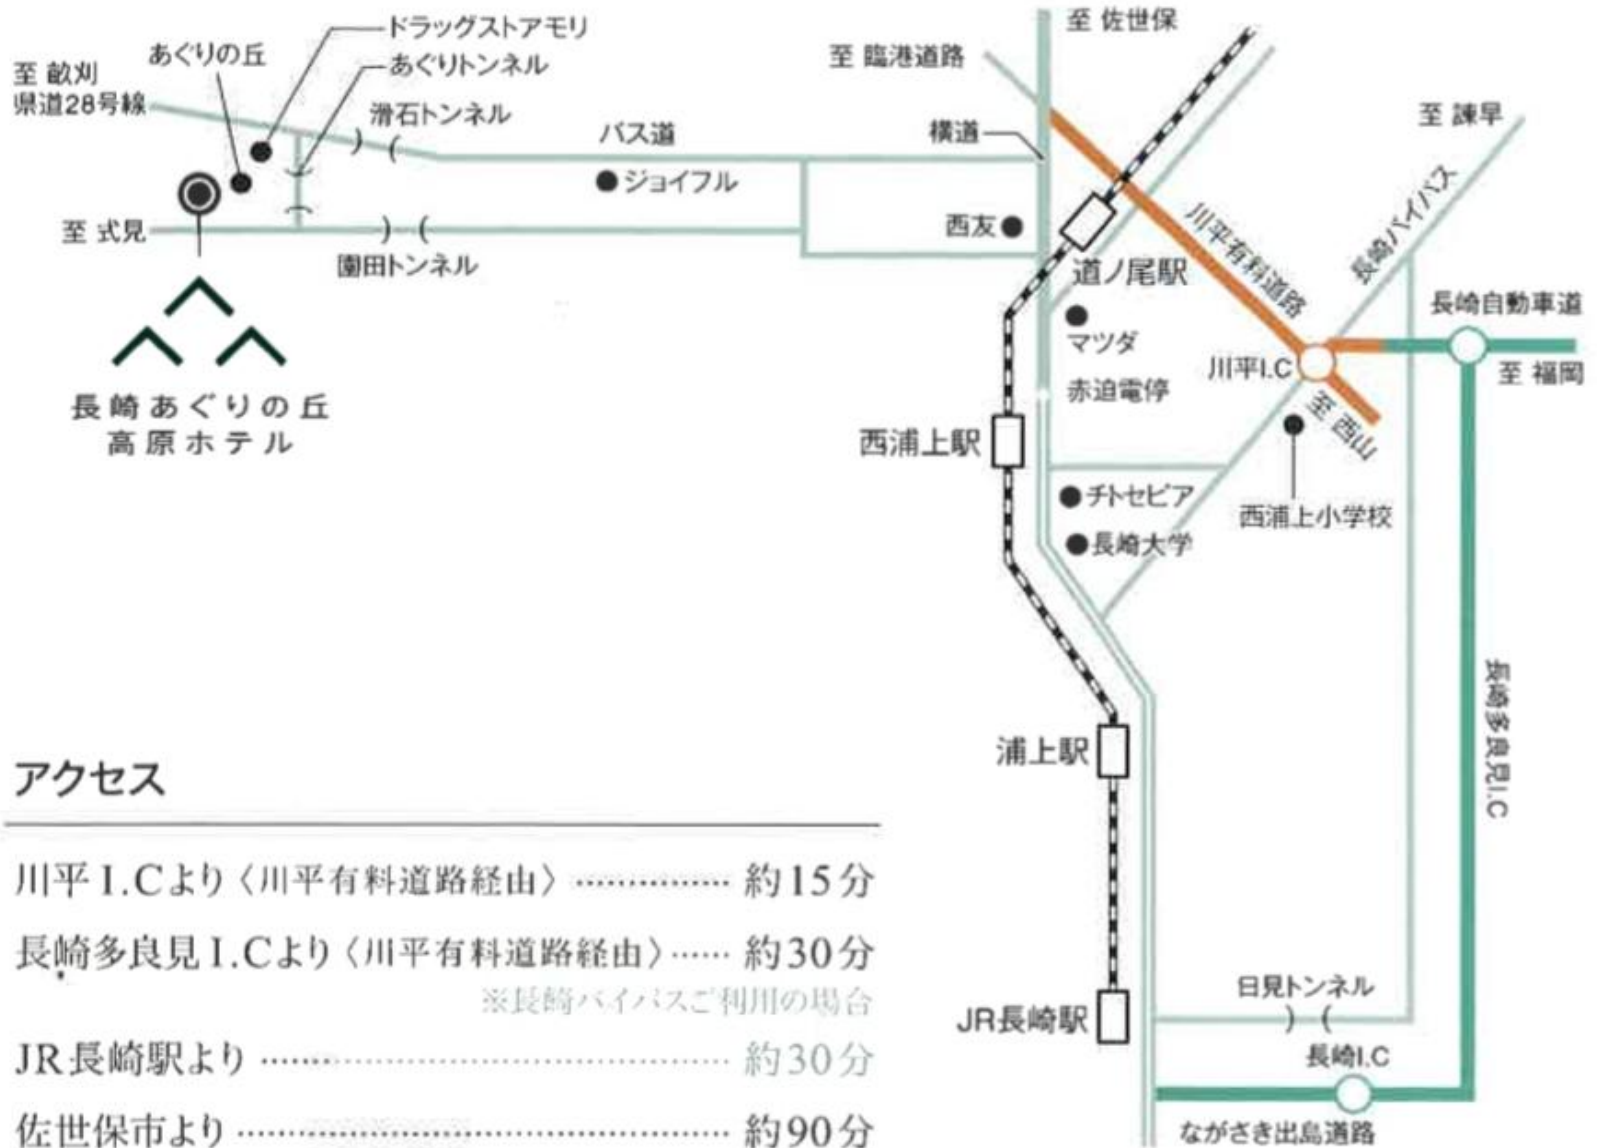 ドラッグストアモリ
あぐりの丘
あぐりトンネル
至 畝刈
県道28号線
滑石トンネル
バス道
ジョイフル
至 式見
園田トンネル
長崎あぐりの丘
高原ホテル
至 佐世保
至 臨港道路
横道
西友
道ノ尾駅
マツダ
赤迫電停
川平有料道路
至 諫早
長崎バイパス
長崎自動車道
至 福岡
川平I.C
至 西山
西浦上駅
チトセピア
長崎大学
西浦上小学校
長崎多良見I.C
浦上駅
JR長崎駅
日見トンネル
長崎I.C
ながさき出島道路
アクセス
川平I.Cより〈川平有料道路経由〉 ················ 約15分
長崎多良見I.Cより〈川平有料道路経由〉 ······ 約30分
※長崎バイパスご利用の場合
JR長崎駅より ················ 約30分
佐世保市より ················ 約90分